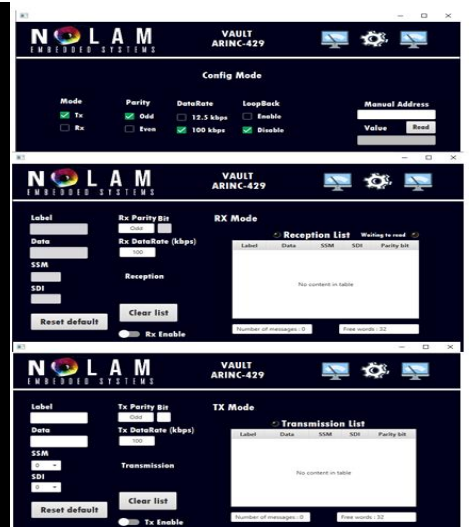 NOLAM
EMBEDDED SYSTEMS
VAULT
ARINC-429
Config Mode
Mode Parity DataRate LoopBack Manual Address
Tx Odd 12.5 kbps Enable
Rx Even 100 kbps Disable Value Read
NOLAM
EMBEDDED SYSTEMS
VAULT
ARINC-429
Label Rx Parity Bit RX Mode
Odd
Reception List Waiting to read
Data Rx DataRate (kbps)
100
Label Data SSM SDI Parity bit
SSM
Reception
No content in table
SDI
Clear list
Reset default
Number of messages : 0 Free words : 32
Rx Enable
NOLAM
EMBEDDED SYSTEMS
VAULT
ARINC-429
Label Tx Parity Bit TX Mode
Odd
Transmission List
Data Tx DataRate (kbps)
100
Label Data SSM SDI Parity bit
SSM
0 Transmission
No content in table
SDI
0
Clear list
Reset default
Number of messages : 0 Free words : 32
Tx Enable